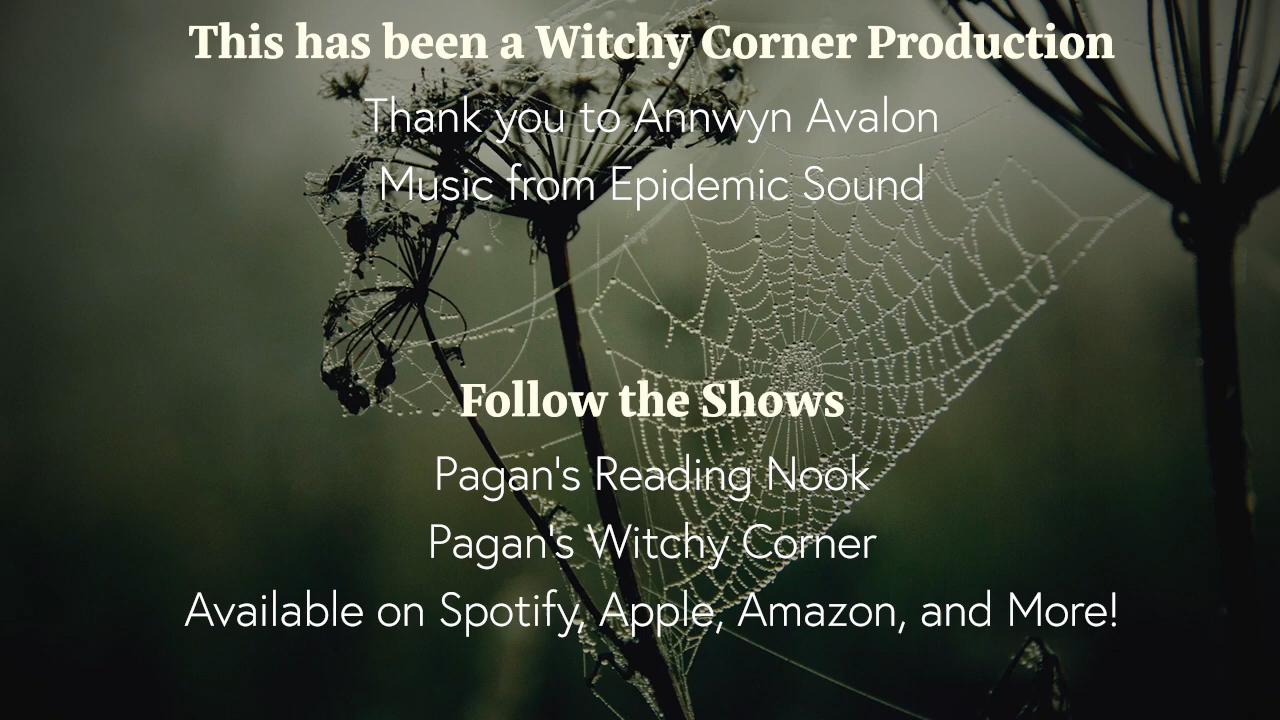 This has been a Witchy Corner Production
Thank you to Annwyn Avalon
Music from Epidemic Sound
Follow the Shows
Pagan's Reading Nook
Pagan's Witchy Corner
Available on Spotify, Apple, Amazon, and More!